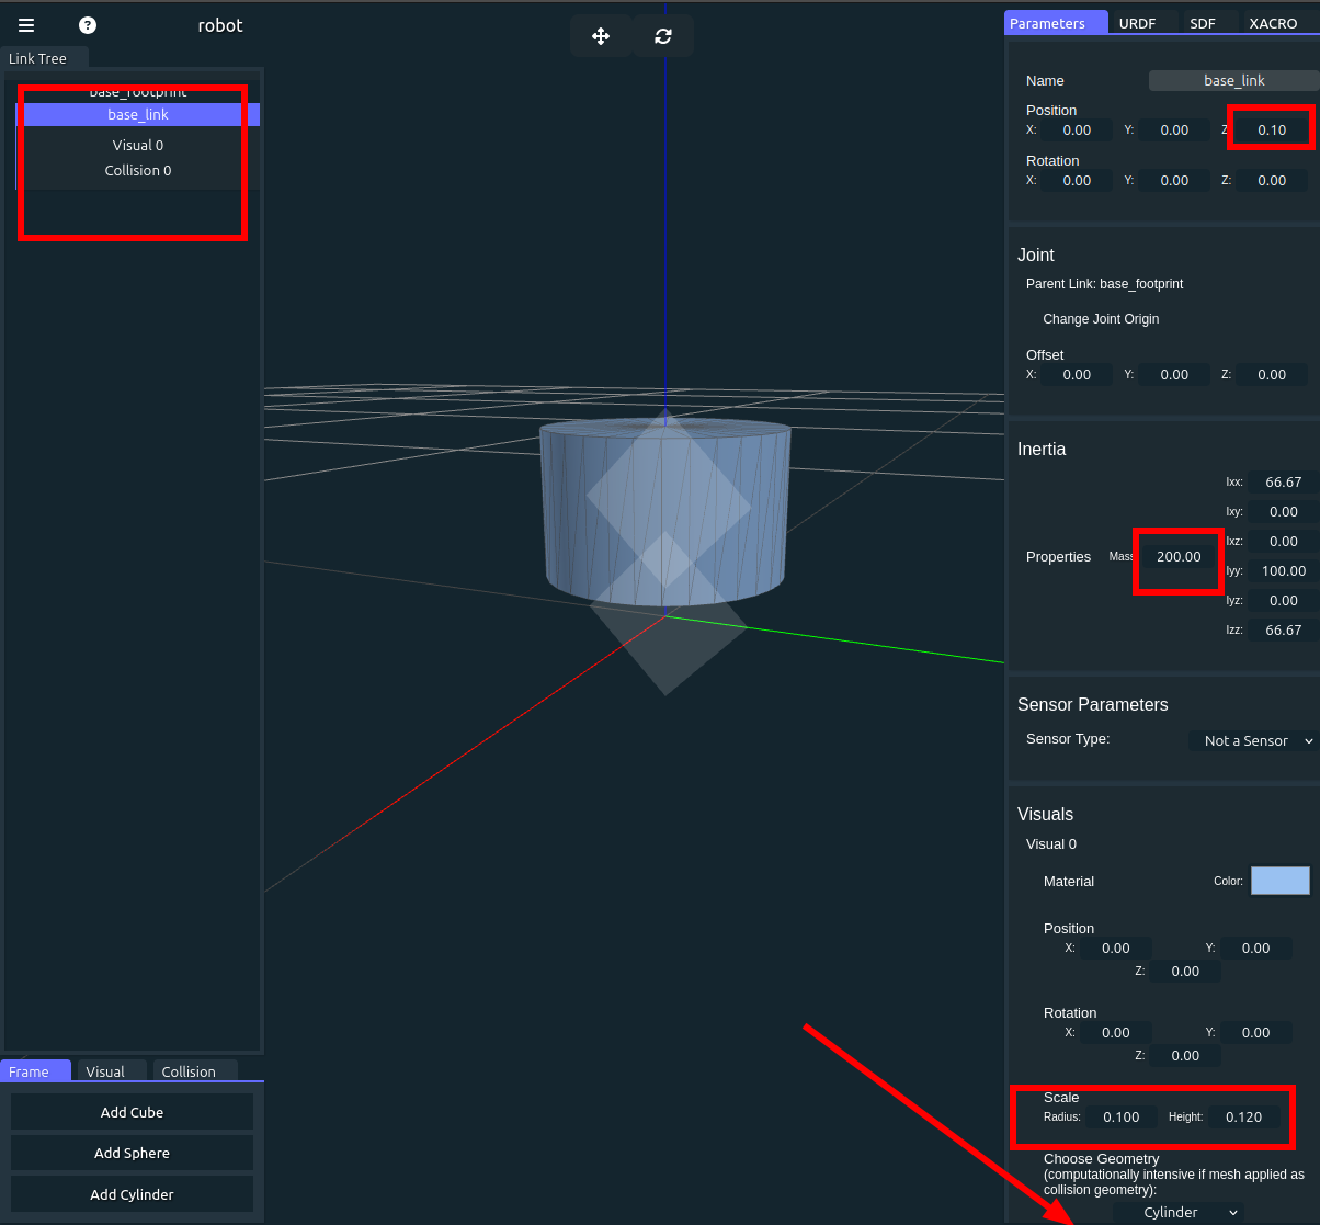 robot
Link Tree
base_footprint
base_link
Visual 0
Collision 0
Frame Visual Collision
Add Cube
Add Sphere
Add Cylinder
Parameters URDF SDF XACRO
Name base_link
Position
X: 0.00 Y: 0.00 Z 0.10
Rotation
X: 0.00 Y: 0.00 Z: 0.00
Joint
Parent Link: base_footprint
Change Joint Origin
Offset
X: 0.00 Y: 0.00 Z: 0.00
Inertia
Ixx: 66.67
Ixy: 0.00
Ixz: 0.00
Properties Mass 200.00
Iyy: 100.00
Iyz: 0.00
Izz: 66.67
Sensor Parameters
Sensor Type: Not a Sensor
Visuals
Visual 0
Material Color:
Position
X: 0.00 Y: 0.00
Z: 0.00
Rotation
X: 0.00 Y: 0.00
Z: 0.00
Scale
Radius: 0.100 Height: 0.120
Choose Geometry
(computationally intensive if mesh applied as
collision geometry):
Cylinder